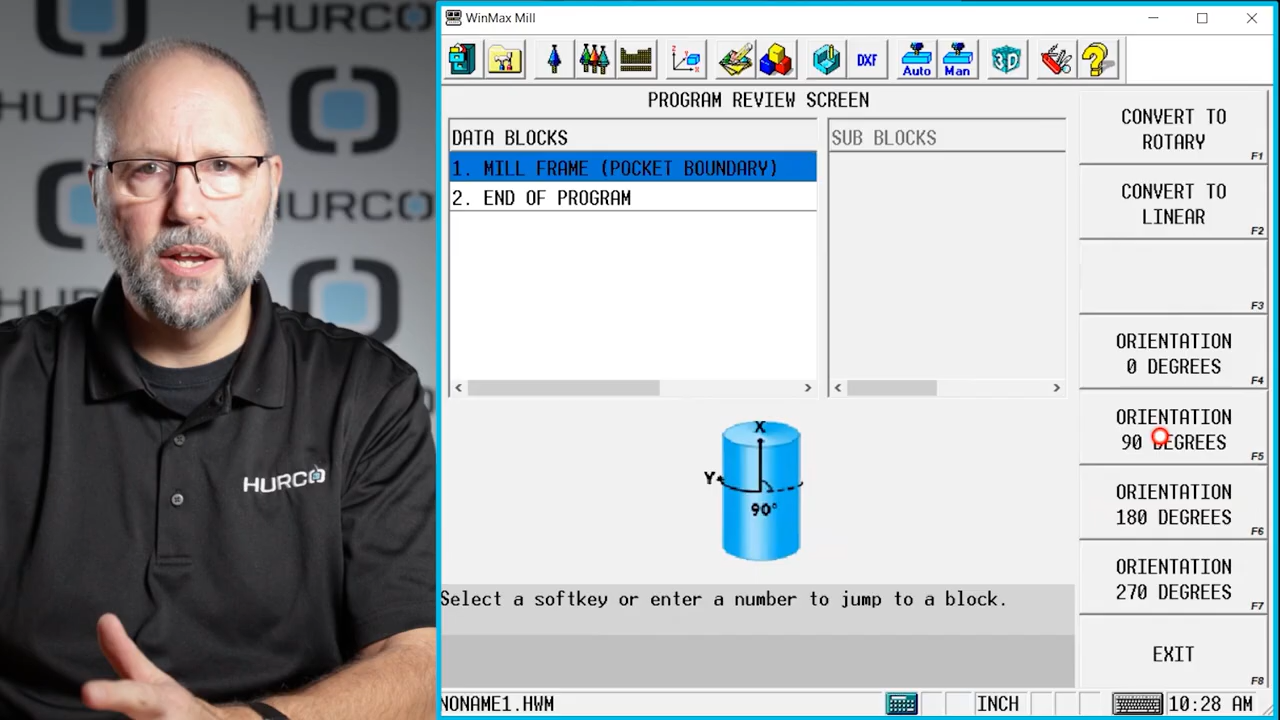 HURCO
HURCO
HURCO
HURCO
WinMax Mill
DXF
Auto
Man
3D
PROGRAM REVIEW SCREEN
DATA BLOCKS
1. MILL FRAME (POCKET BOUNDARY)
2. END OF PROGRAM
SUB BLOCKS
X
Y
90°
Select a softkey or enter a number to jump to a block.
CONVERT TO
ROTARY
F1
CONVERT TO
LINEAR
F2
F3
ORIENTATION
0 DEGREES
F4
ORIENTATION
90 DEGREES
F5
ORIENTATION
180 DEGREES
F6
ORIENTATION
270 DEGREES
F7
EXIT
F8
NONAME1.HWM
INCH
10:28 AM